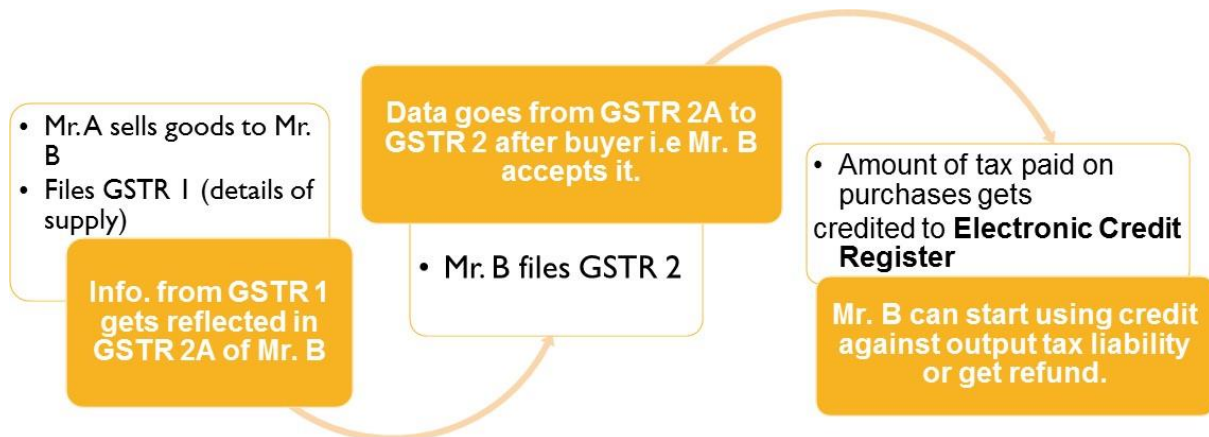 • Mr. A sells goods to Mr.
B
• Files GSTR 1 (details of
supply)
Info. from GSTR 1
gets reflected in
GSTR 2A of Mr. B
Data goes from GSTR 2A to
GSTR 2 after buyer i.e Mr. B
accepts it.
• Mr. B files GSTR 2
• Amount of tax paid on
purchases gets
credited to Electronic Credit
Register
Mr. B can start using credit
against output tax liability
or get refund.